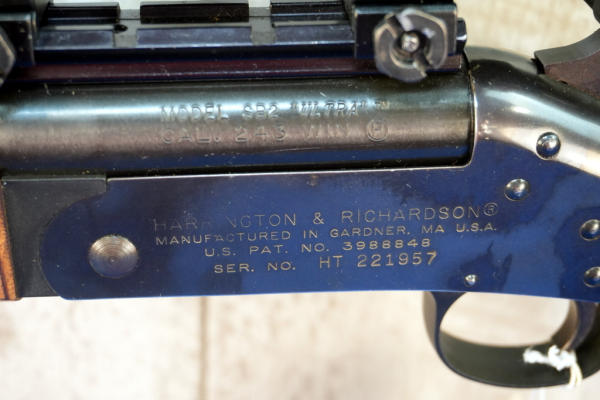 MODEL SB2 "ULTRA"™
CAL. 243 WIN Ⓗ
HARRINGTON & RICHARDSON®
MANUFACTURED IN GARDNER, MA U.S.A.
U.S. PAT. NO. 3988848
SER. NO. HT 221957